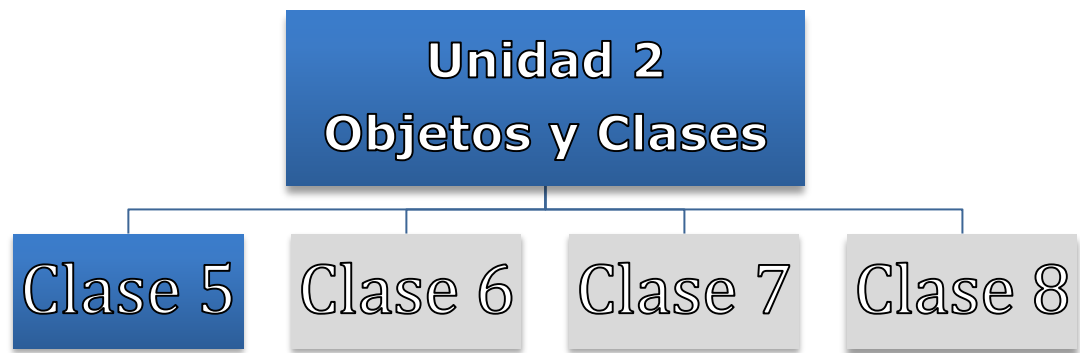 Unidad 2
Objetos y Clases
Clase 5
Clase 6
Clase 7
Clase 8